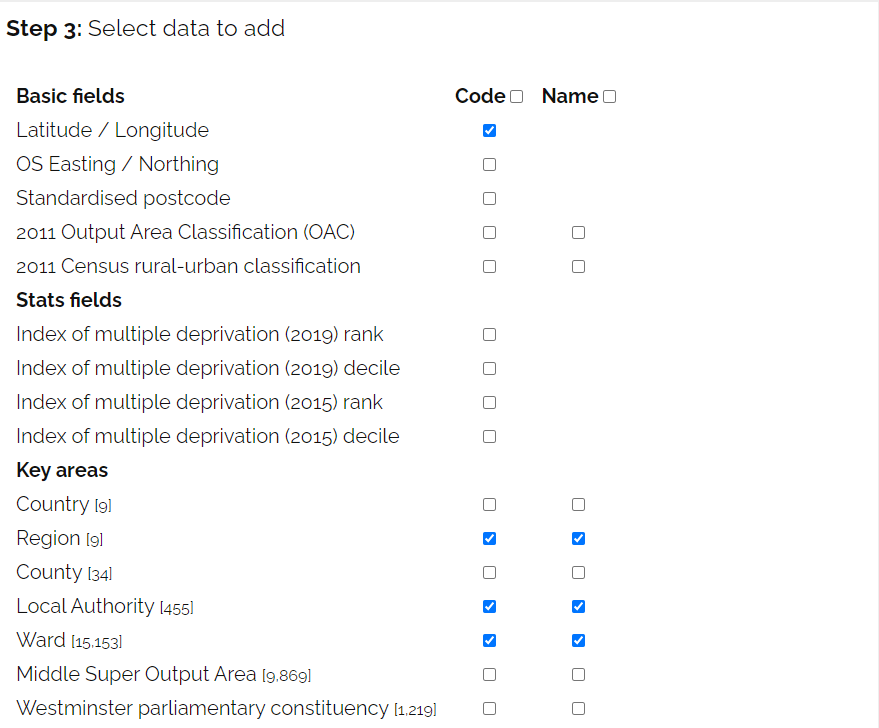 Step 3: Select data to add
Basic fields Code Name
Latitude / Longitude
OS Easting / Northing
Standardised postcode
2011 Output Area Classification (OAC)
2011 Census rural-urban classification
Stats fields
Index of multiple deprivation (2019) rank
Index of multiple deprivation (2019) decile
Index of multiple deprivation (2015) rank
Index of multiple deprivation (2015) decile
Key areas
Country [9]
Region [9]
County [34]
Local Authority [455]
Ward [15,153]
Middle Super Output Area [9,869]
Westminster parliamentary constituency [1,219]